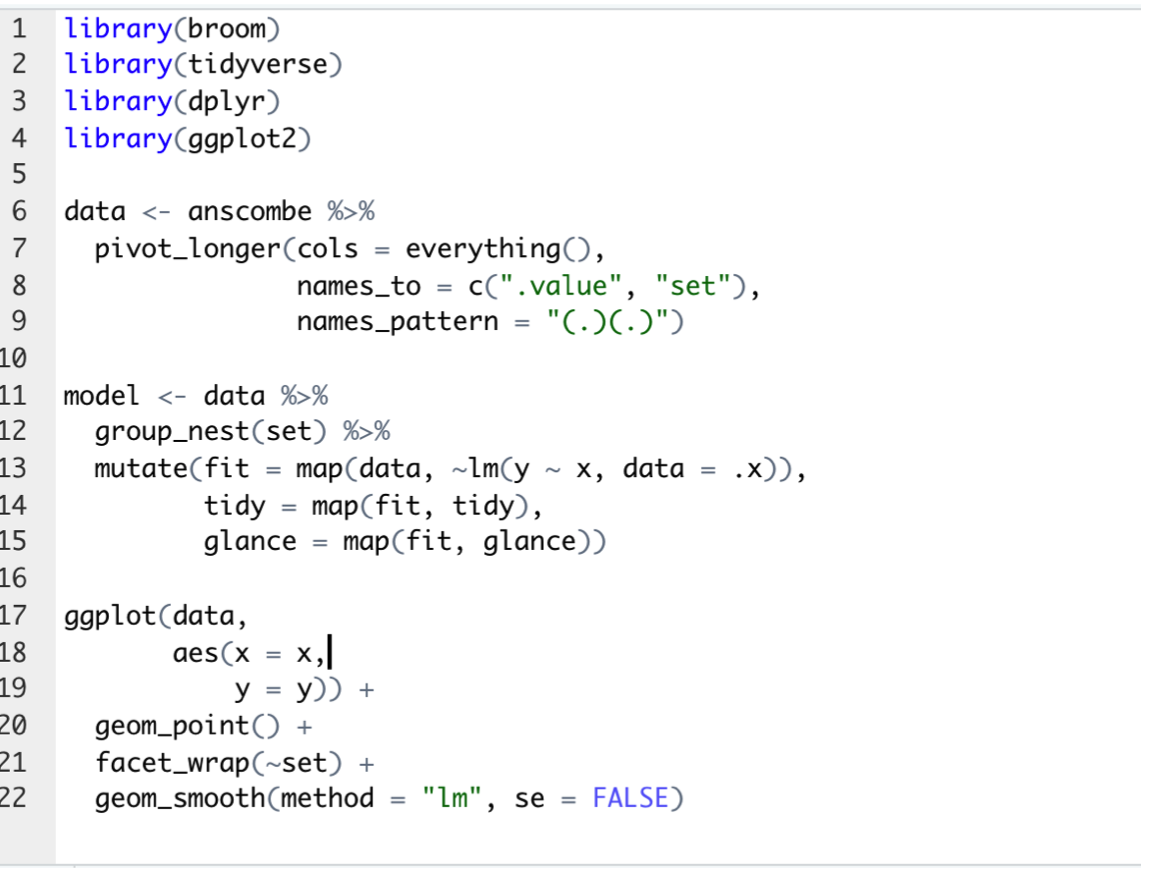 1 library(broom)
2 library(tidyverse)
3 library(dplyr)
4 library(ggplot2)
5
6 data <- anscombe %>%
7   pivot_longer(cols = everything(),
8                names_to = c(".value", "set"),
9                names_pattern = "(.)(.)")
10
11 model <- data %>%
12   group_nest(set) %>%
13   mutate(fit = map(data, ~lm(y ~ x, data = .x)),
14          tidy = map(fit, tidy),
15          glance = map(fit, glance))
16
17 ggplot(data,
18        aes(x = x,
19            y = y)) +
20   geom_point() +
21   facet_wrap(~set) +
22   geom_smooth(method = "lm", se = FALSE)